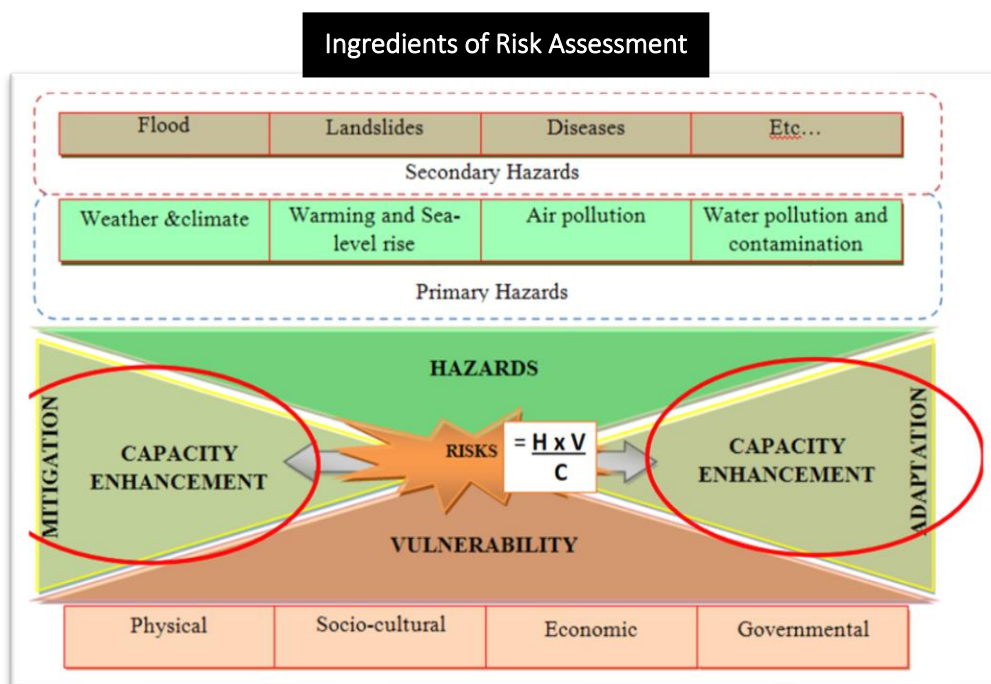 Ingredients of Risk Assessment
Flood
Landslides
Diseases
Etc...
Secondary Hazards
Weather &climate
Warming and Sea-
level rise
Air pollution
Water pollution and
contamination
Primary Hazards
HAZARDS
MITIGATION
CAPACITY
ENHANCEMENT
RISKS
= H x V
C
CAPACITY
ENHANCEMENT
ADAPTATION
VULNERABILITY
Physical
Socio-cultural
Economic
Governmental